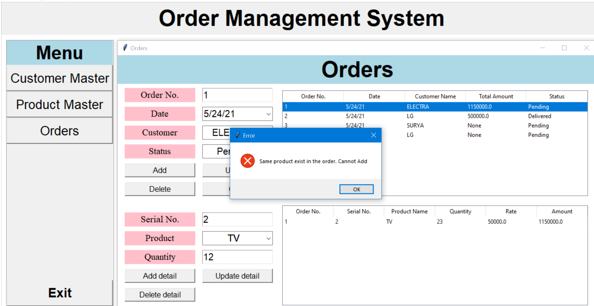 Order Management System
Menu
Customer Master
Product Master
Orders
Exit
Orders
Orders
Order No. 1
Date 5/24/21
Customer ELE
Status Pe
Add U
Delete
Order No. Date Customer Name Total Amount Status
1 5/24/21 ELECTRA 1150000.0 Pending
2 5/24/21 LG 500000.0 Delivered
3 5/24/21 SURYA None Pending
LG None Pending
Error
Same product exist in the order. Cannot Add
OK
Serial No. 2
Product TV
Quantity 12
Add detail Update detail
Delete detail
Order No. Serial No. Product Name Quantity Rate Amount
1 2 TV 23 50000.0 1150000.0